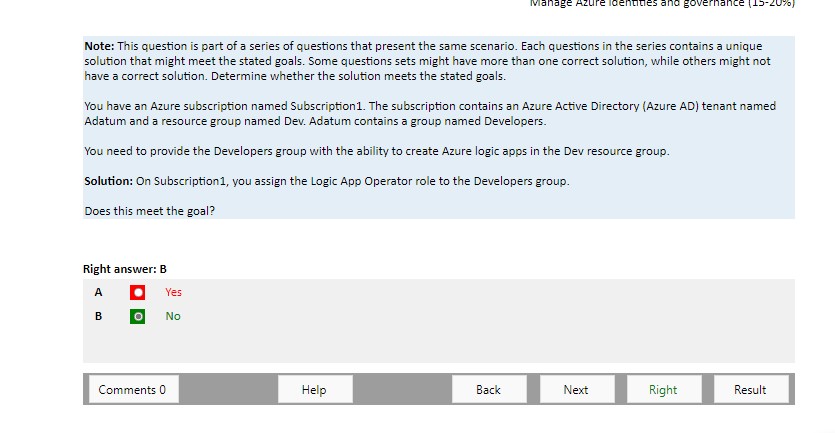 Manage Azure identities and governance (15-20%)
Note: This question is part of a series of questions that present the same scenario. Each questions in the series contains a unique
solution that might meet the stated goals. Some questions sets might have more than one correct solution, while others might not
have a correct solution. Determine whether the solution meets the stated goals.
You have an Azure subscription named Subscription1. The subscription contains an Azure Active Directory (Azure AD) tenant named
Adatum and a resource group named Dev. Adatum contains a group named Developers.
You need to provide the Developers group with the ability to create Azure logic apps in the Dev resource group.
Solution: On Subscription1, you assign the Logic App Operator role to the Developers group.
Does this meet the goal?
Right answer: B
A Yes
B No
Comments 0 Help Back Next Right Result